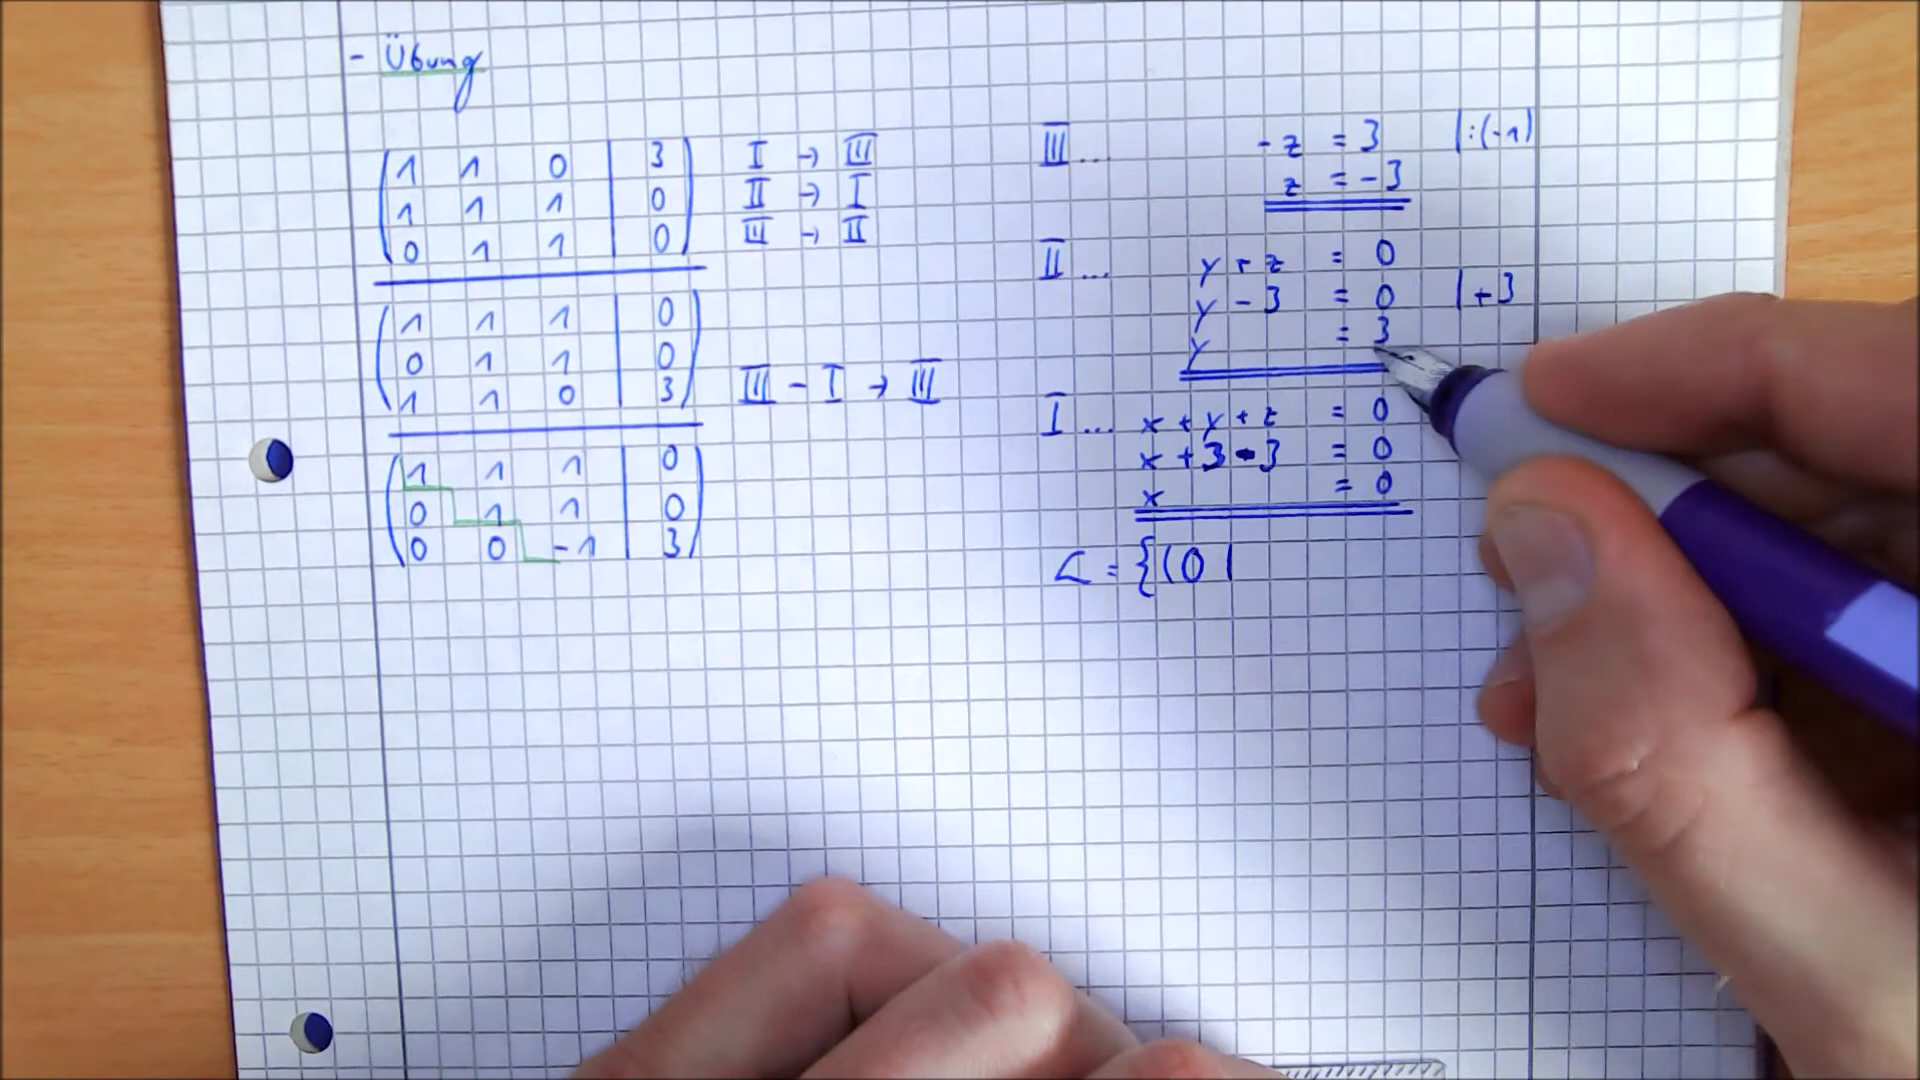 - Übung
( 1 1 0 | 3 ) I → III
( 1 1 1 | 0 ) II → I
( 0 1 1 | 0 ) III → II
( 1 1 1 | 0 )
( 0 1 1 | 0 )
( 1 1 0 | 3 ) III - I → III
( 1 1 1 | 0 )
( 0 1 1 | 0 )
( 0 0 -1 | 3 )
III ... -z = 3 |:(-1)
z = -3
II ... y + z = 0
y - 3 = 0 |+3
y = 3
I ... x + y + z = 0
x + 3 - 3 = 0
x = 0
L = {(0 |